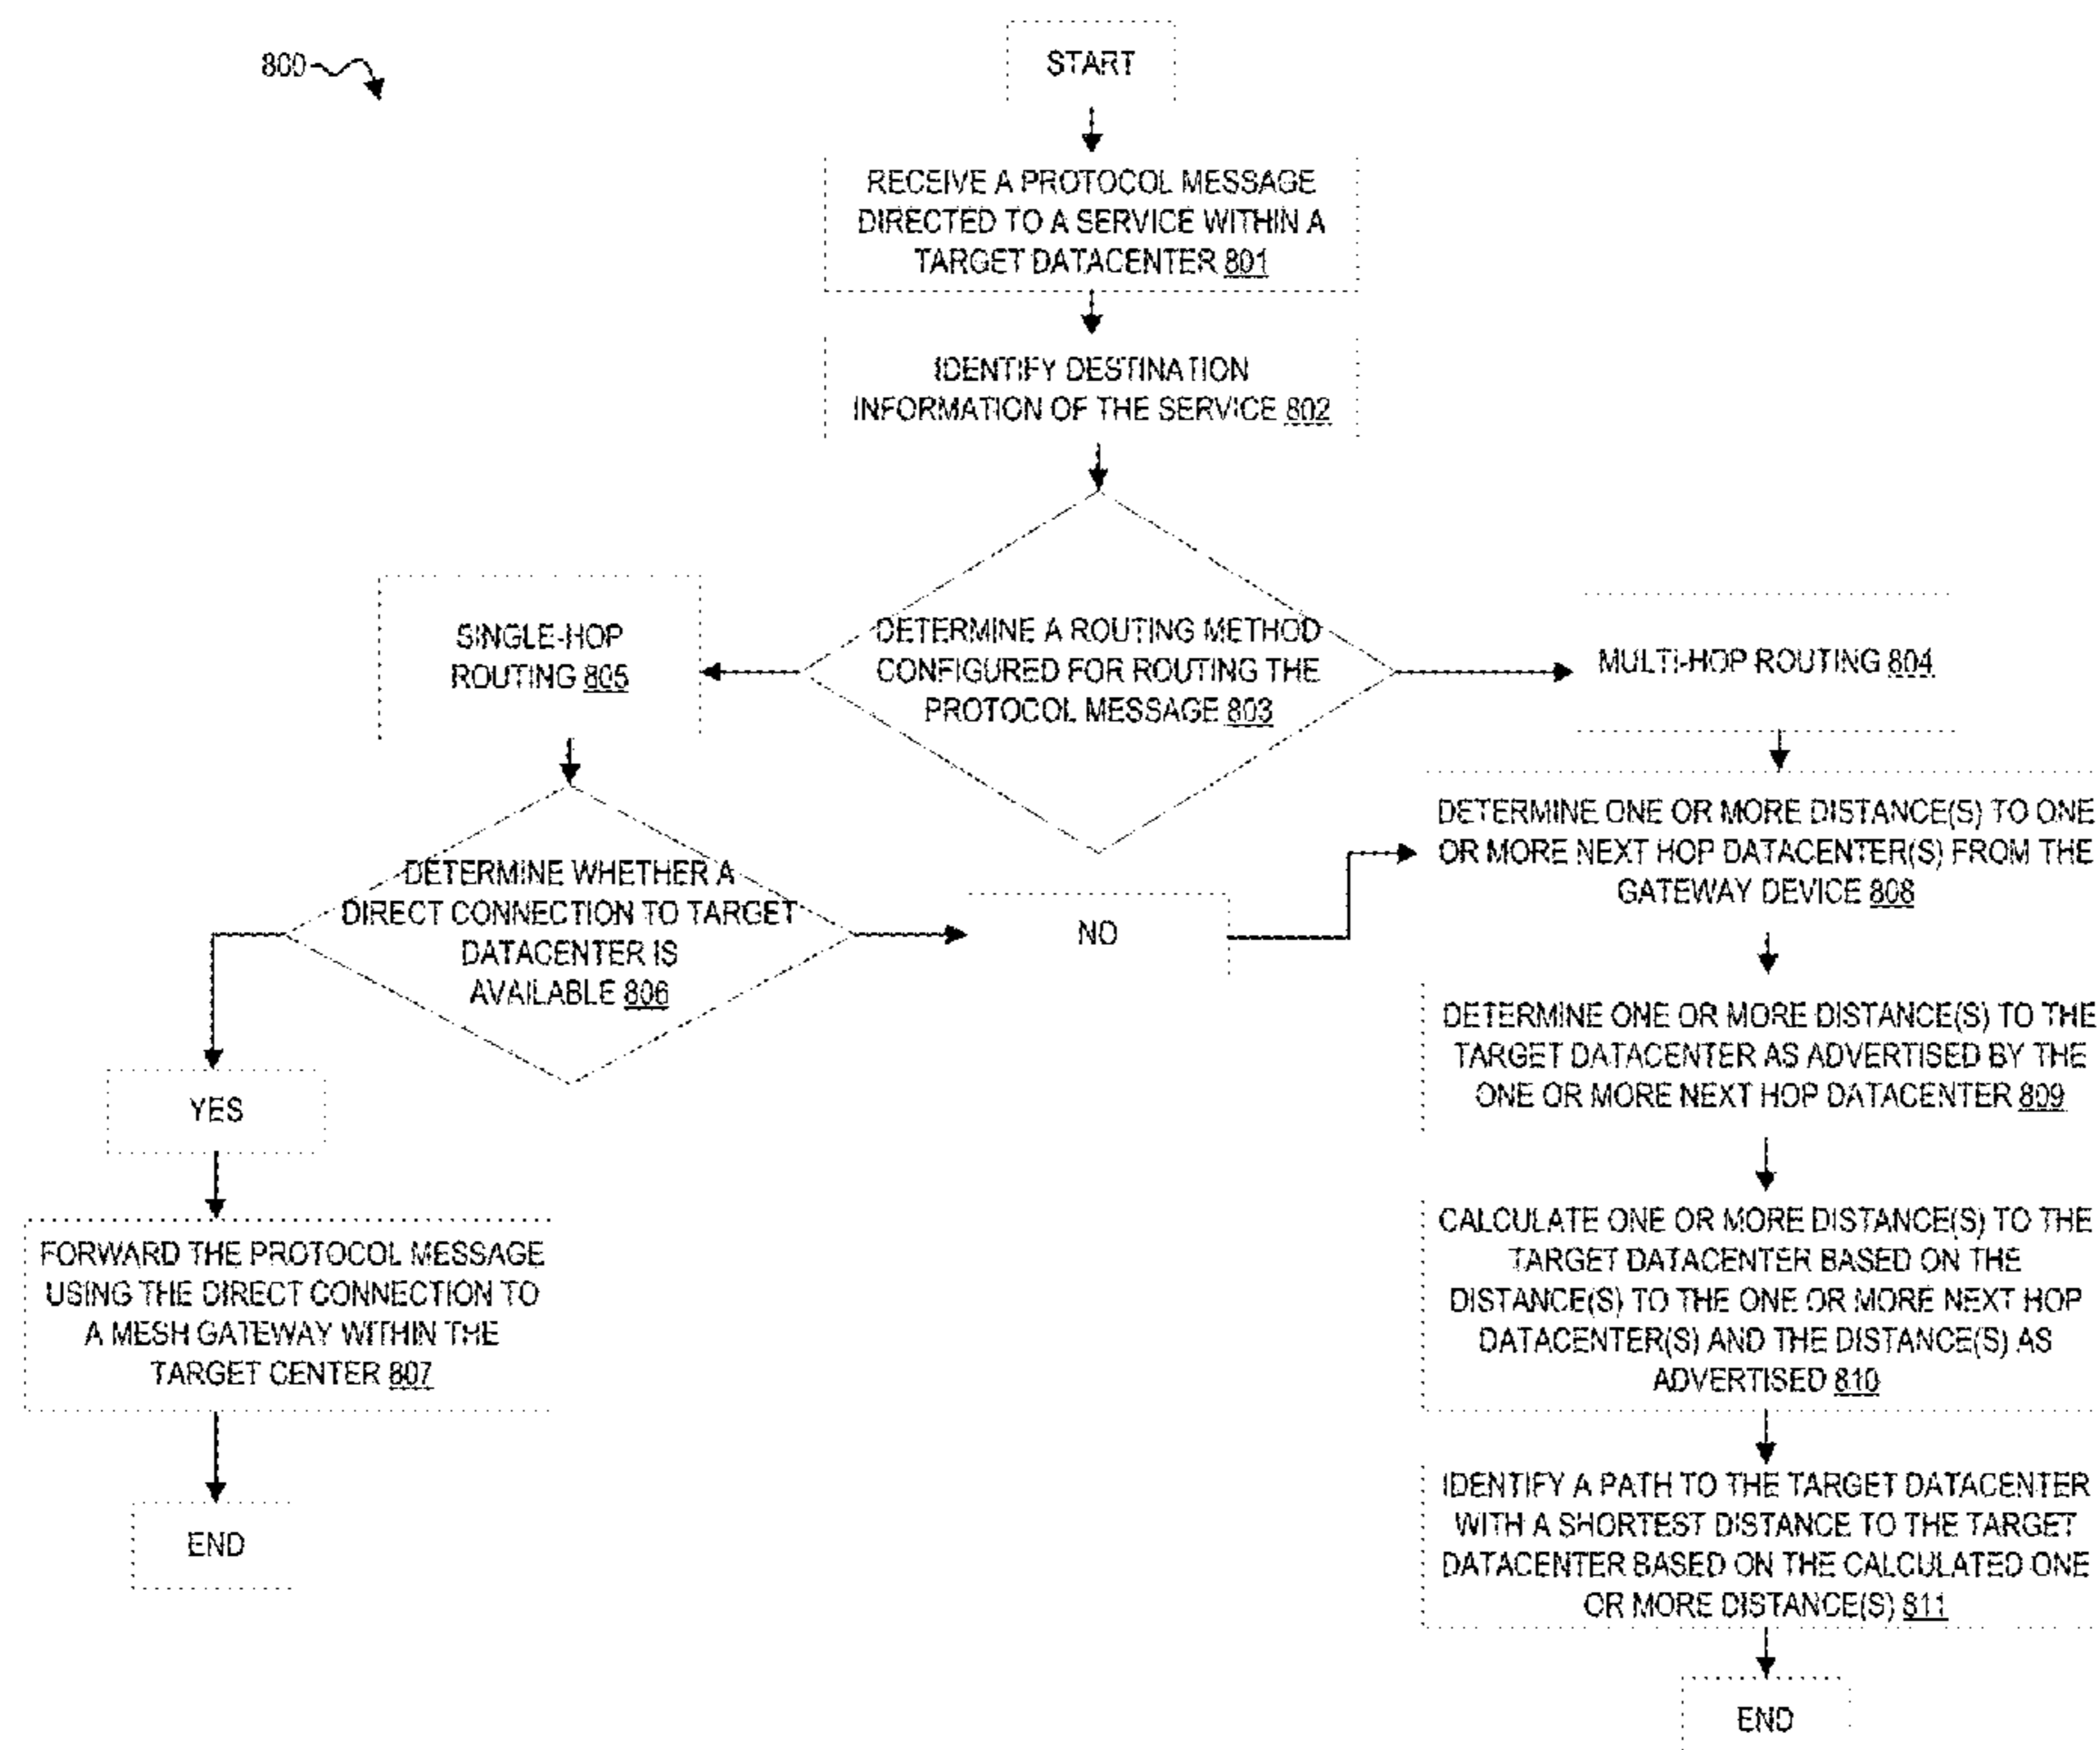 800
START
RECEIVE A PROTOCOL MESSAGE
DIRECTED TO A SERVICE WITHIN A
TARGET DATACENTER 801
IDENTIFY DESTINATION
INFORMATION OF THE SERVICE 802
DETERMINE A ROUTING METHOD
CONFIGURED FOR ROUTING THE
PROTOCOL MESSAGE 803
SINGLE-HOP
ROUTING 805
MULTI-HOP ROUTING 804
DETERMINE WHETHER A
DIRECT CONNECTION TO TARGET
DATACENTER IS
AVAILABLE 806
NO
YES
FORWARD THE PROTOCOL MESSAGE
USING THE DIRECT CONNECTION TO
A MESH GATEWAY WITHIN THE
TARGET CENTER 807
END
DETERMINE ONE OR MORE DISTANCE(S) TO ONE
OR MORE NEXT HOP DATACENTER(S) FROM THE
GATEWAY DEVICE 808
DETERMINE ONE OR MORE DISTANCE(S) TO THE
TARGET DATACENTER AS ADVERTISED BY THE
ONE OR MORE NEXT HOP DATACENTER 809
CALCULATE ONE OR MORE DISTANCE(S) TO THE
TARGET DATACENTER BASED ON THE
DISTANCE(S) TO THE ONE OR MORE NEXT HOP
DATACENTER(S) AND THE DISTANCE(S) AS
ADVERTISED 810
IDENTIFY A PATH TO THE TARGET DATACENTER
WITH A SHORTEST DISTANCE TO THE TARGET
DATACENTER BASED ON THE CALCULATED ONE
OR MORE DISTANCE(S) 811
END